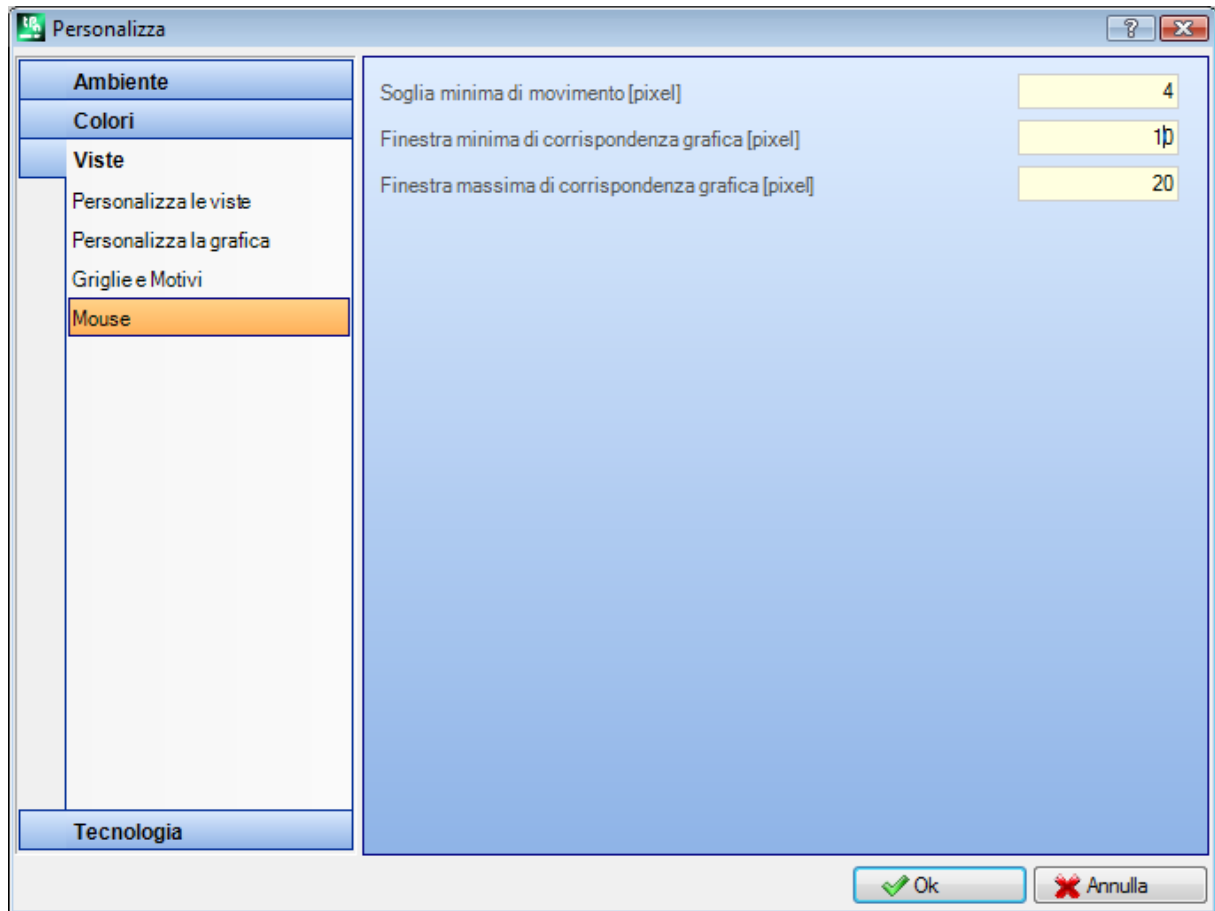 Personalizza
Ambiente
Colori
Viste
Personalizza le viste
Personalizza la grafica
Griglie e Motivi
Mouse
Tecnologia
Soglia minima di movimento [pixel] 4
Finestra minima di corrispondenza grafica [pixel] 10
Finestra massima di corrispondenza grafica [pixel] 20
Ok Annulla